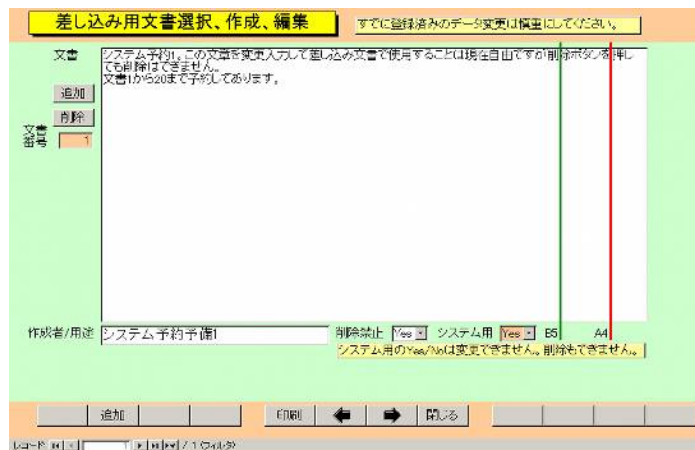 差し込み用文書選択、作成、編集
すでに登録済みのデータ変更は慎重にしてください。
文書
システム予約1。この文章を変更入力して差し込み文書で使用することは現在自由ですが削除ボタンを押し
ても削除はできません。
文書1から20まで予約してあります。
追加
削除
文書
番号
1
作成者/用途 システム予約予備1 削除禁止 Yes システム用 Yes B5 A4
システム用のYes/Noは変更できません。削除もできません。
追加 印刷 閉じる
レコード 1 / 1 (フィルタ)